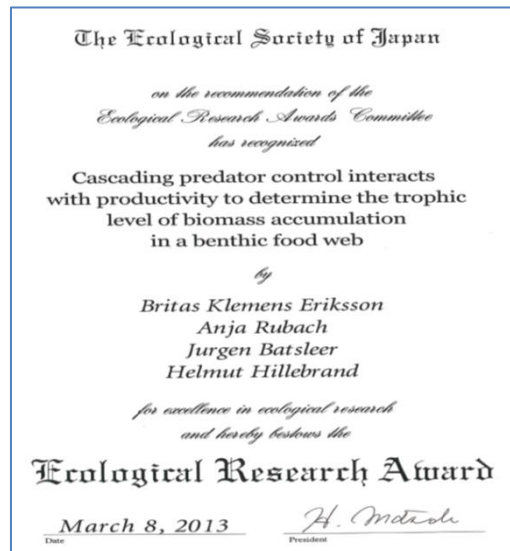 The Ecological Society of Japan
on the recommendation of the
Ecological Research Awards Committee
has recognized
Cascading predator control interacts
with productivity to determine the trophic
level of biomass accumulation
in a benthic food web
by
Britas Klemens Eriksson
Anja Rubach
Jurgen Batsleer
Helmut Hillebrand
for excellence in ecological research
and hereby bestows the
Ecological Research Award
March 8, 2013
Date
H.
President